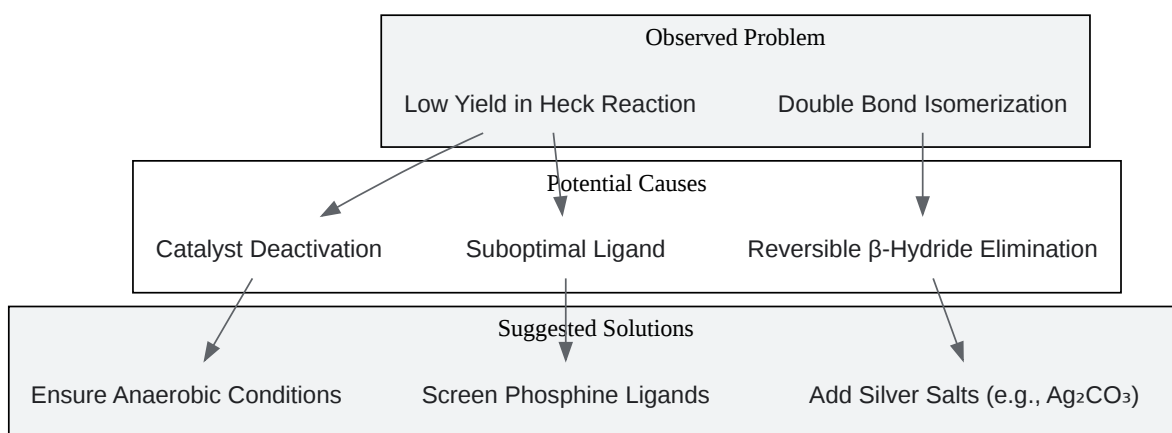 Observed Problem
Low Yield in Heck Reaction Double Bond Isomerization
Potential Causes
Catalyst Deactivation Suboptimal Ligand Reversible β-Hydride Elimination
Suggested Solutions
Ensure Anaerobic Conditions Screen Phosphine Ligands Add Silver Salts (e.g., Ag₂CO₃)